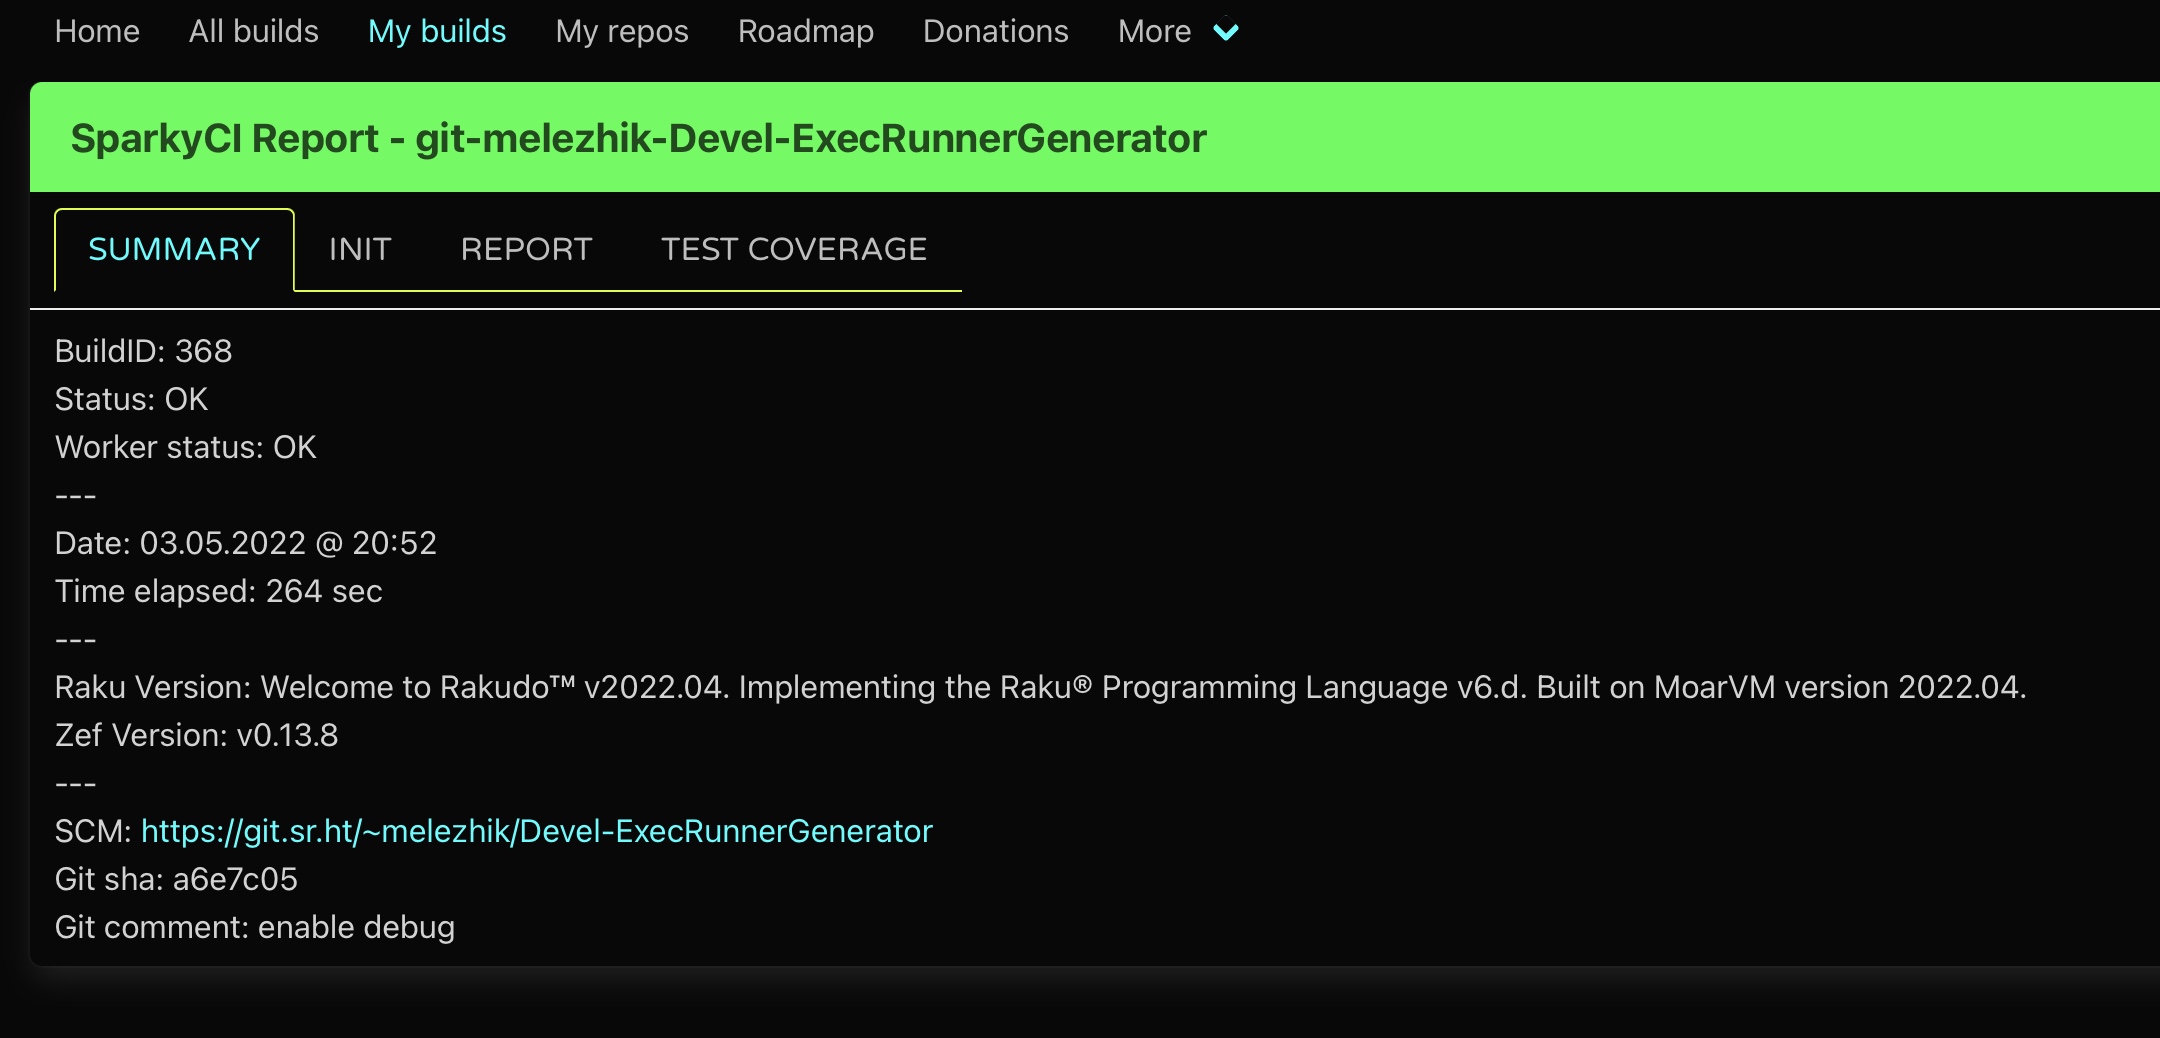 Home All builds My builds My repos Roadmap Donations More
SparkyCI Report - git-melezhik-Devel-ExecRunnerGenerator
SUMMARY INIT REPORT TEST COVERAGE
BuildID: 368
Status: OK
Worker status: OK
---
Date: 03.05.2022 @ 20:52
Time elapsed: 264 sec
---
Raku Version: Welcome to Rakudo™ v2022.04. Implementing the Raku® Programming Language v6.d. Built on MoarVM version 2022.04.
Zef Version: v0.13.8
---
SCM: https://git.sr.ht/~melezhik/Devel-ExecRunnerGenerator
Git sha: a6e7c05
Git comment: enable debug